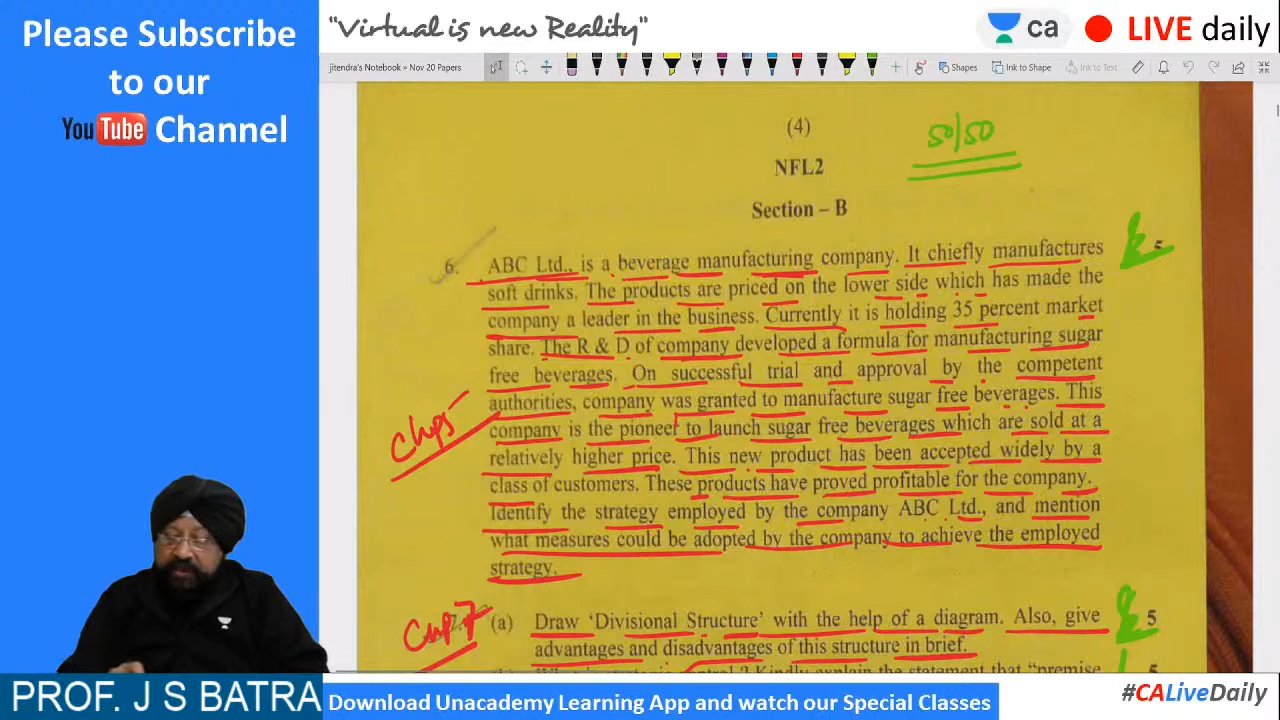 Please Subscribe
to our
YouTube Channel
"Virtual is new Reality"
ca
LIVE daily
jitendra's Notebook » Nov 20 Papers
Shapes
Ink to Shape
Ink to Text
(4)
50/50
NFL2
Section – B
6. ABC Ltd., is a beverage manufacturing company. It chiefly manufactures
soft drinks. The products are priced on the lower side which has made the
company a leader in the business. Currently it is holding 35 percent market
share. The R & D of company developed a formula for manufacturing sugar
free beverages. On successful trial and approval by the competent
authorities, company was granted to manufacture sugar free beverages. This
company is the pioneer to launch sugar free beverages which are sold at a
relatively higher price. This new product has been accepted widely by a
class of customers. These products have proved profitable for the company.
Identify the strategy employed by the company ABC Ltd., and mention
what measures could be adopted by the company to achieve the employed
strategy.
(a) Draw 'Divisional Structure' with the help of a diagram. Also, give 5
advantages and disadvantages of this structure in brief.
Kindly explain the statement that "premise 5
PROF. J S BATRA
Download Unacademy Learning App and watch our Special Classes
#CALiveDaily